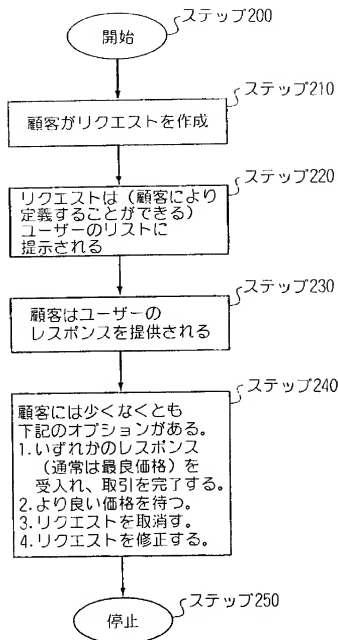 ステップ200
開始
ステップ210
顧客がリクエストを作成
ステップ220
リクエストは（顧客により
定義することができる）
ユーザーのリストに
提示される
ステップ230
顧客はユーザーの
レスポンスを提供される
ステップ240
顧客には少くなくとも
下記のオプションがある。
1.いずれかのレスポンス
（通常は最良価格）を
受入れ、取引を完了する。
2.より良い価格を待つ。
3.リクエストを取消す。
4.リクエストを修正する。
ステップ250
停止